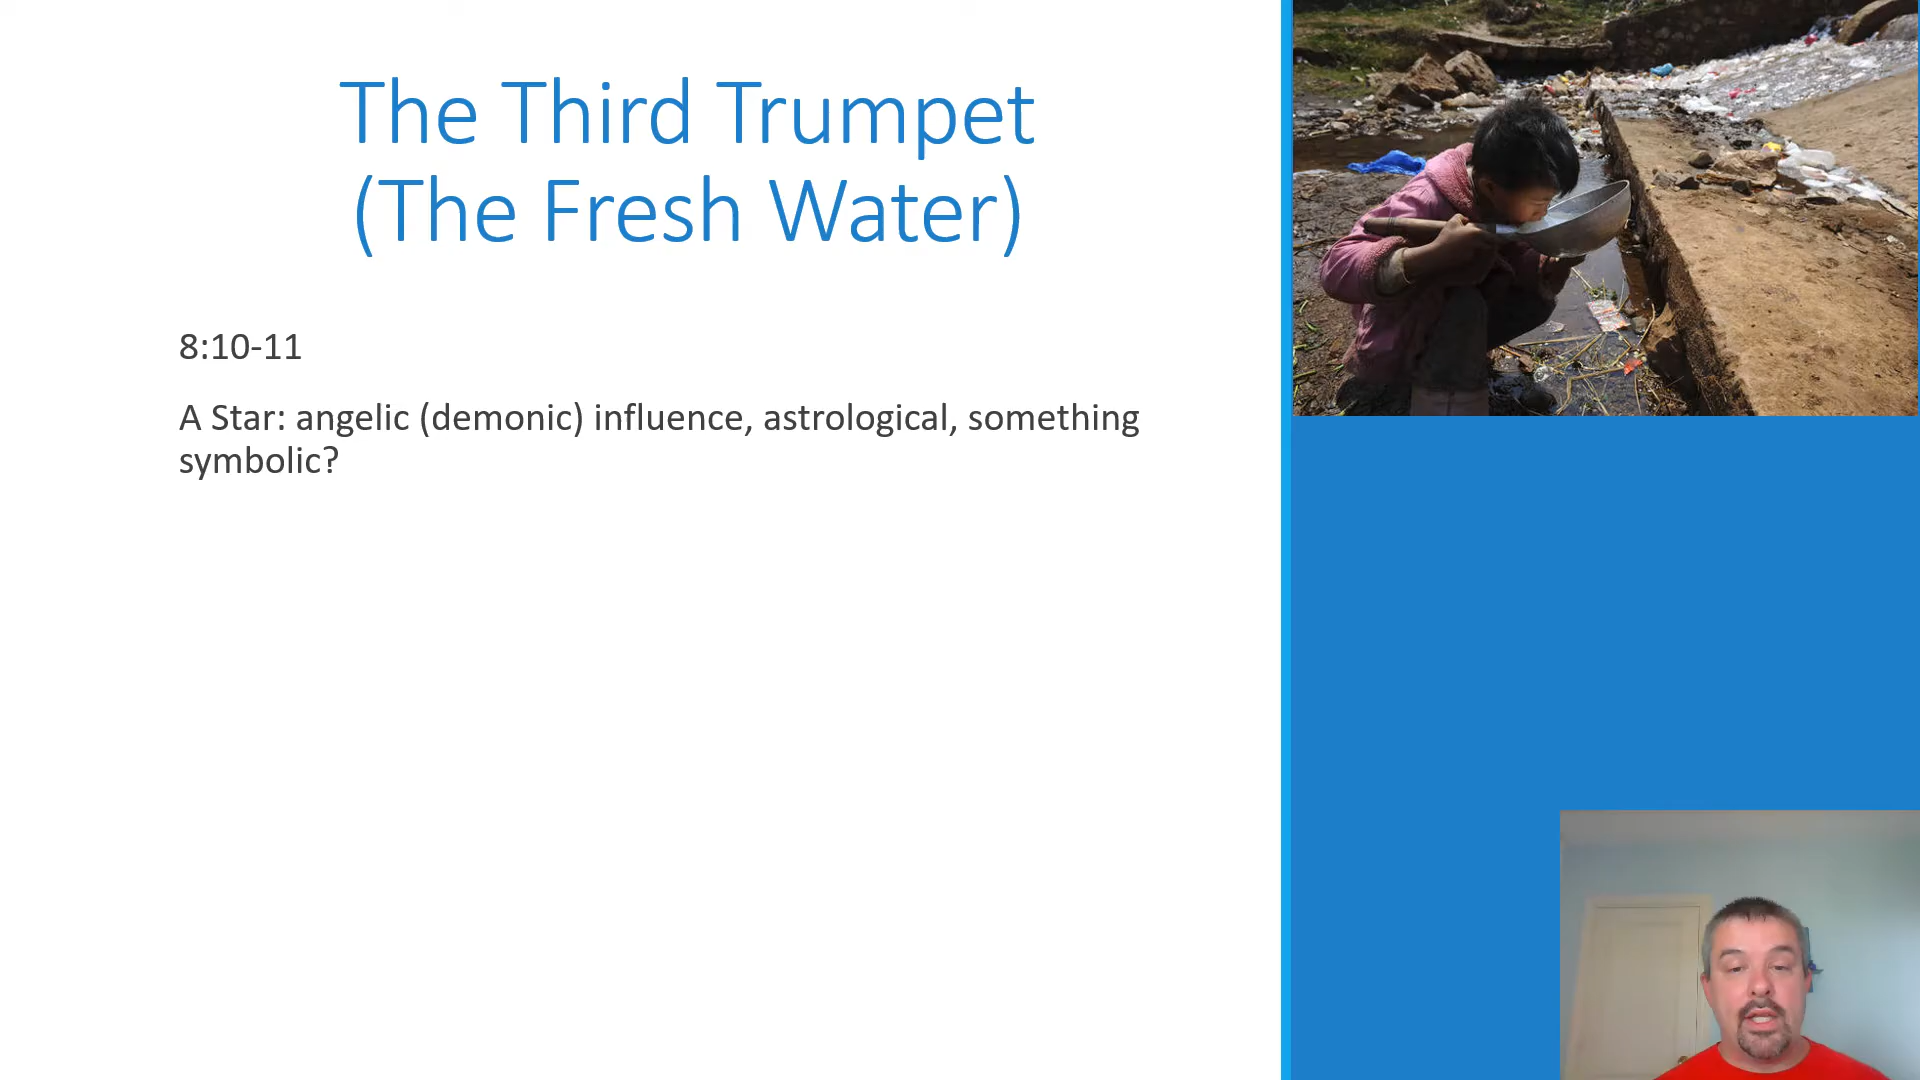 The Third Trumpet
(The Fresh Water)
8:10-11
A Star: angelic (demonic) influence, astrological, something
symbolic?